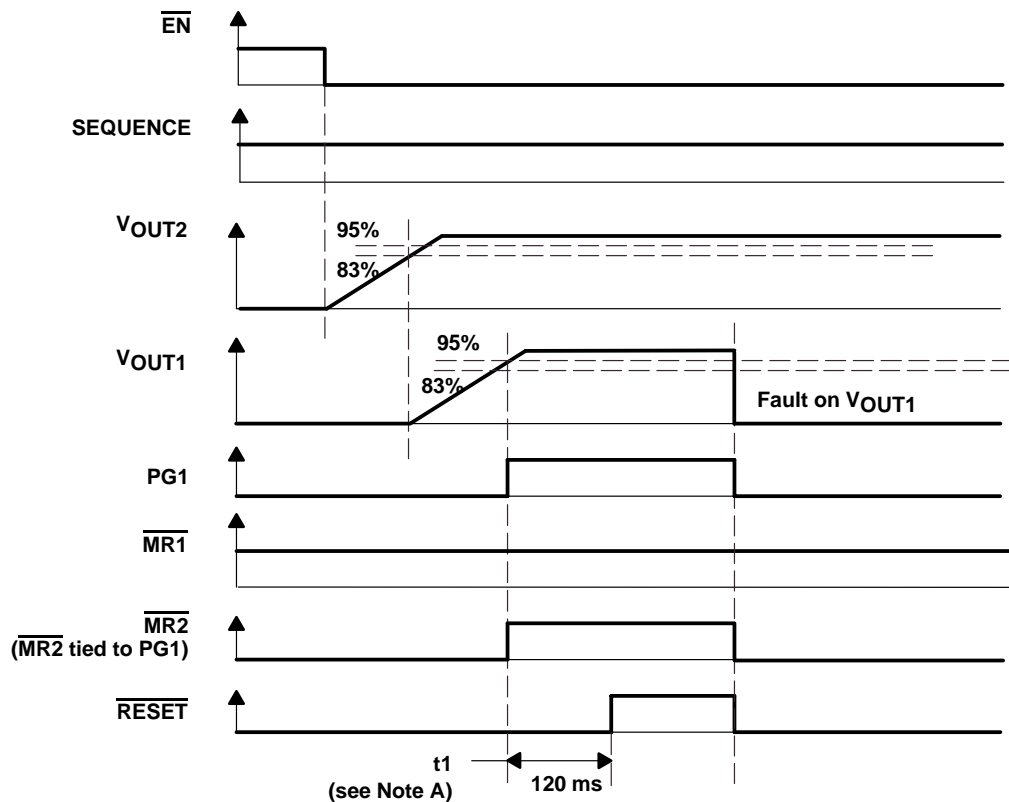 EN
SEQUENCE
VOUT2
95%
83%
VOUT1
95%
83%
Fault on VOUT1
PG1
MR1
MR2
(MR2 tied to PG1)
RESET
t1
(see Note A)
120 ms